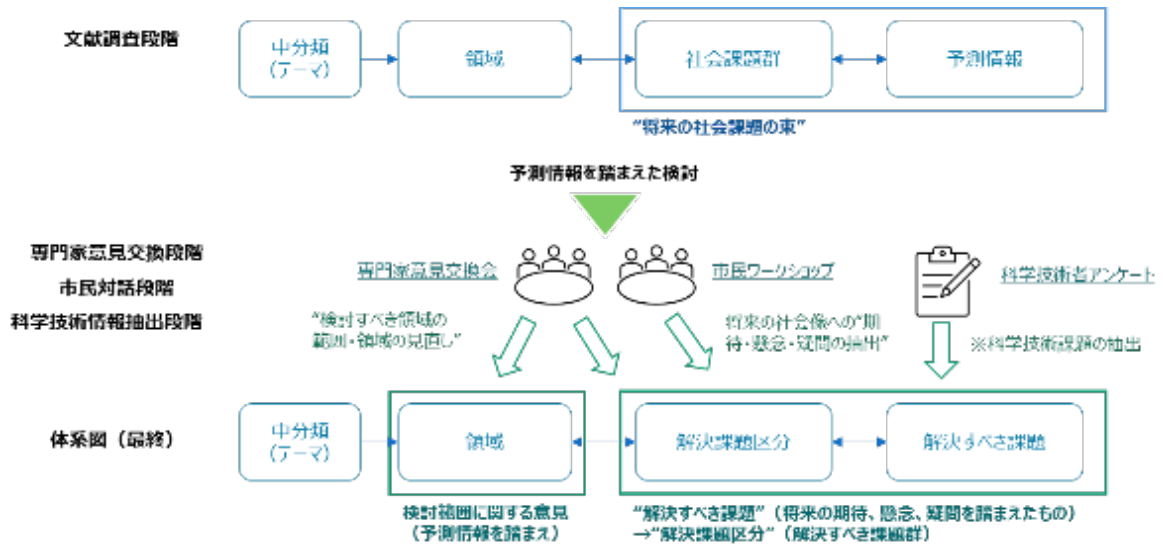 文献調査段階
中分類
(テーマ)
領域
社会課題群
予測情報
“将来の社会課題の束”
予測情報を踏まえた検討
専門家意見交換段階
市民対話段階
科学技術情報抽出段階
専門家意見交換会
市民ワークショップ
科学技術者アンケート
“検討すべき領域の
範囲・領域の見直し”
将来の社会像への“期
待・懸念・疑問の抽出”
※科学技術課題の抽出
体系図（最終）
中分類
(テーマ)
領域
解決課題区分
解決すべき課題
検討範囲に関する意見
（予測情報を踏まえ）
“解決すべき課題”（将来の期待、懸念、疑問を踏まえたもの）
→“解決課題区分”（解決すべき課題群）